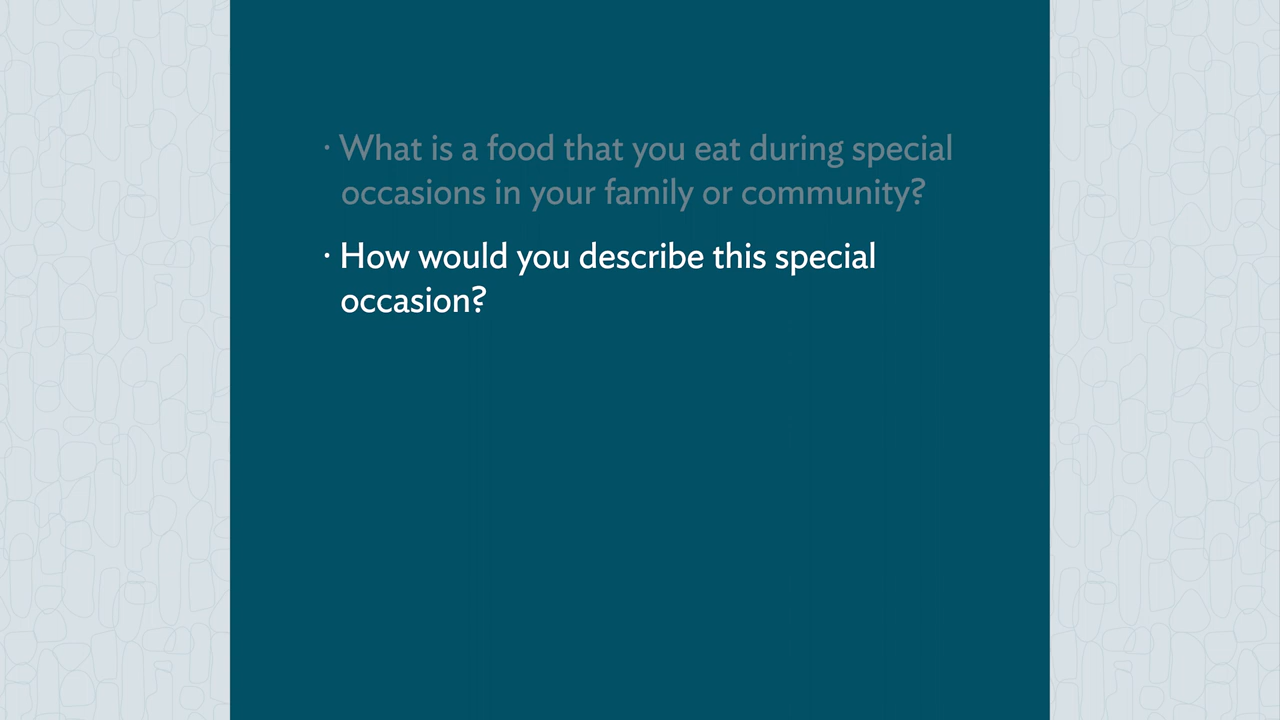 · What is a food that you eat during special
occasions in your family or community?
· How would you describe this special
occasion?